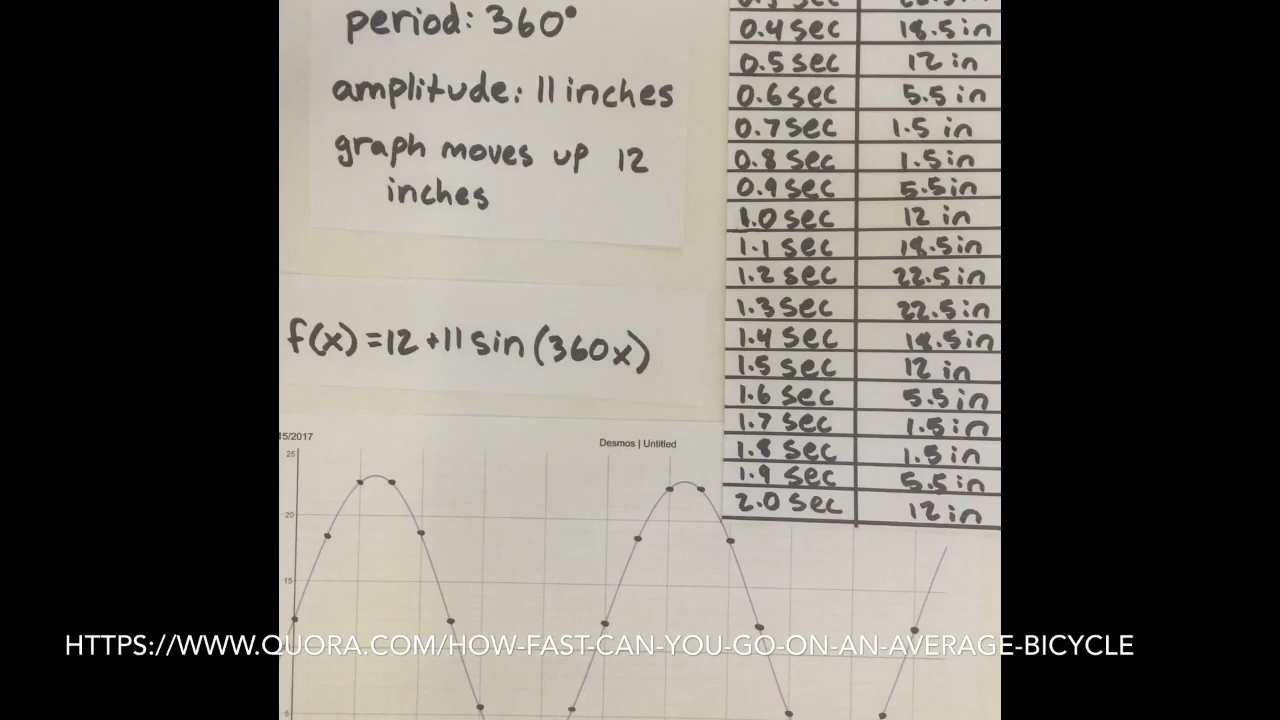 period: 360°
amplitude: 11 inches
graph moves up 12
inches
f(x) = 12 + 11 sin (360x)
0.4 sec 18.5 in
0.5 sec 12 in
0.6 sec 5.5 in
0.7 sec 1.5 in
0.8 sec 1.5 in
0.9 sec 5.5 in
1.0 sec 12 in
1.1 sec 18.5 in
1.2 sec 22.5 in
1.3 sec 22.5 in
1.4 sec 18.5 in
1.5 sec 12 in
1.6 sec 5.5 in
1.7 sec 1.5 in
1.8 sec 1.5 in
1.9 sec 5.5 in
2.0 sec 12 in
15/2017 Desmos | Untitled
25
20
15
5
HTTPS://WWW.QUORA.COM/HOW-FAST-CAN-YOU-GO-ON-AN-AVERAGE-BICYCLE